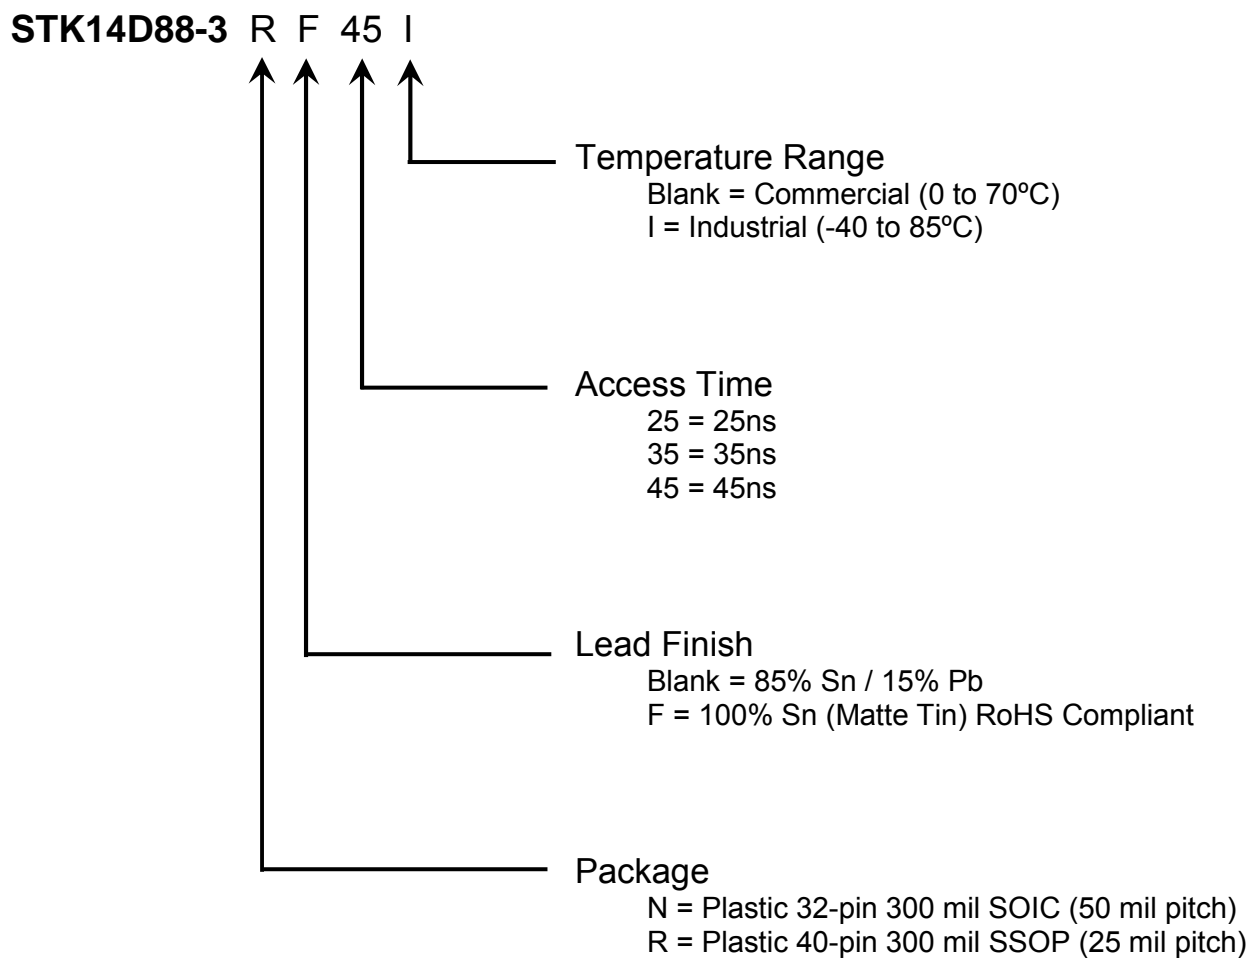 STK14D88-3 R F 45 I
Temperature Range
Blank = Commercial (0 to 70ºC)
I = Industrial (-40 to 85ºC)
Access Time
25 = 25ns
35 = 35ns
45 = 45ns
Lead Finish
Blank = 85% Sn / 15% Pb
F = 100% Sn (Matte Tin) RoHS Compliant
Package
N = Plastic 32-pin 300 mil SOIC (50 mil pitch)
R = Plastic 40-pin 300 mil SSOP (25 mil pitch)